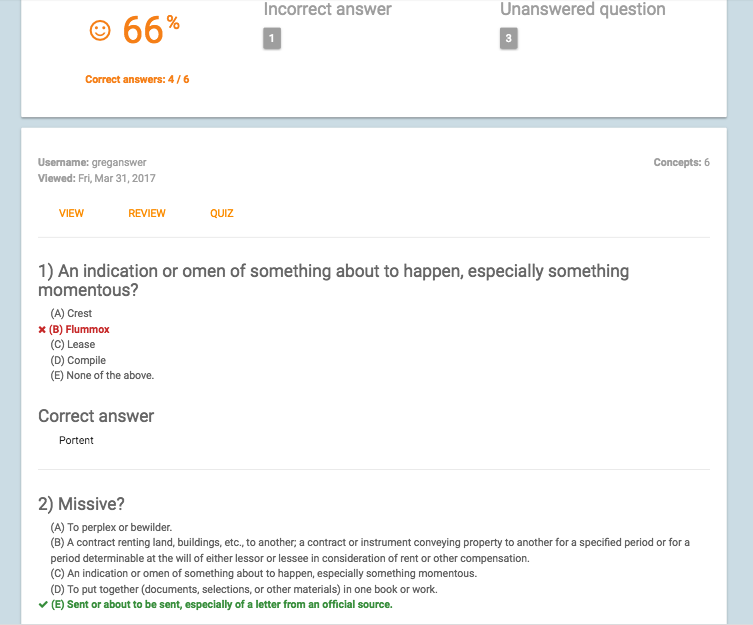 66%
Correct answers: 4 / 6
Incorrect answer
1
Unanswered question
3
Username: greganswer
Concepts: 6
Viewed: Fri, Mar 31, 2017
VIEW REVIEW QUIZ
1) An indication or omen of something about to happen, especially something
momentous?
(A) Crest
(B) Flummox
(C) Lease
(D) Compile
(E) None of the above.
Correct answer
Portent
2) Missive?
(A) To perplex or bewilder.
(B) A contract renting land, buildings, etc., to another; a contract or instrument conveying property to another for a specified period or for a
period determinable at the will of either lessor or lessee in consideration of rent or other compensation.
(C) An indication or omen of something about to happen, especially something momentous.
(D) To put together (documents, selections, or other materials) in one book or work.
(E) Sent or about to be sent, especially of a letter from an official source.